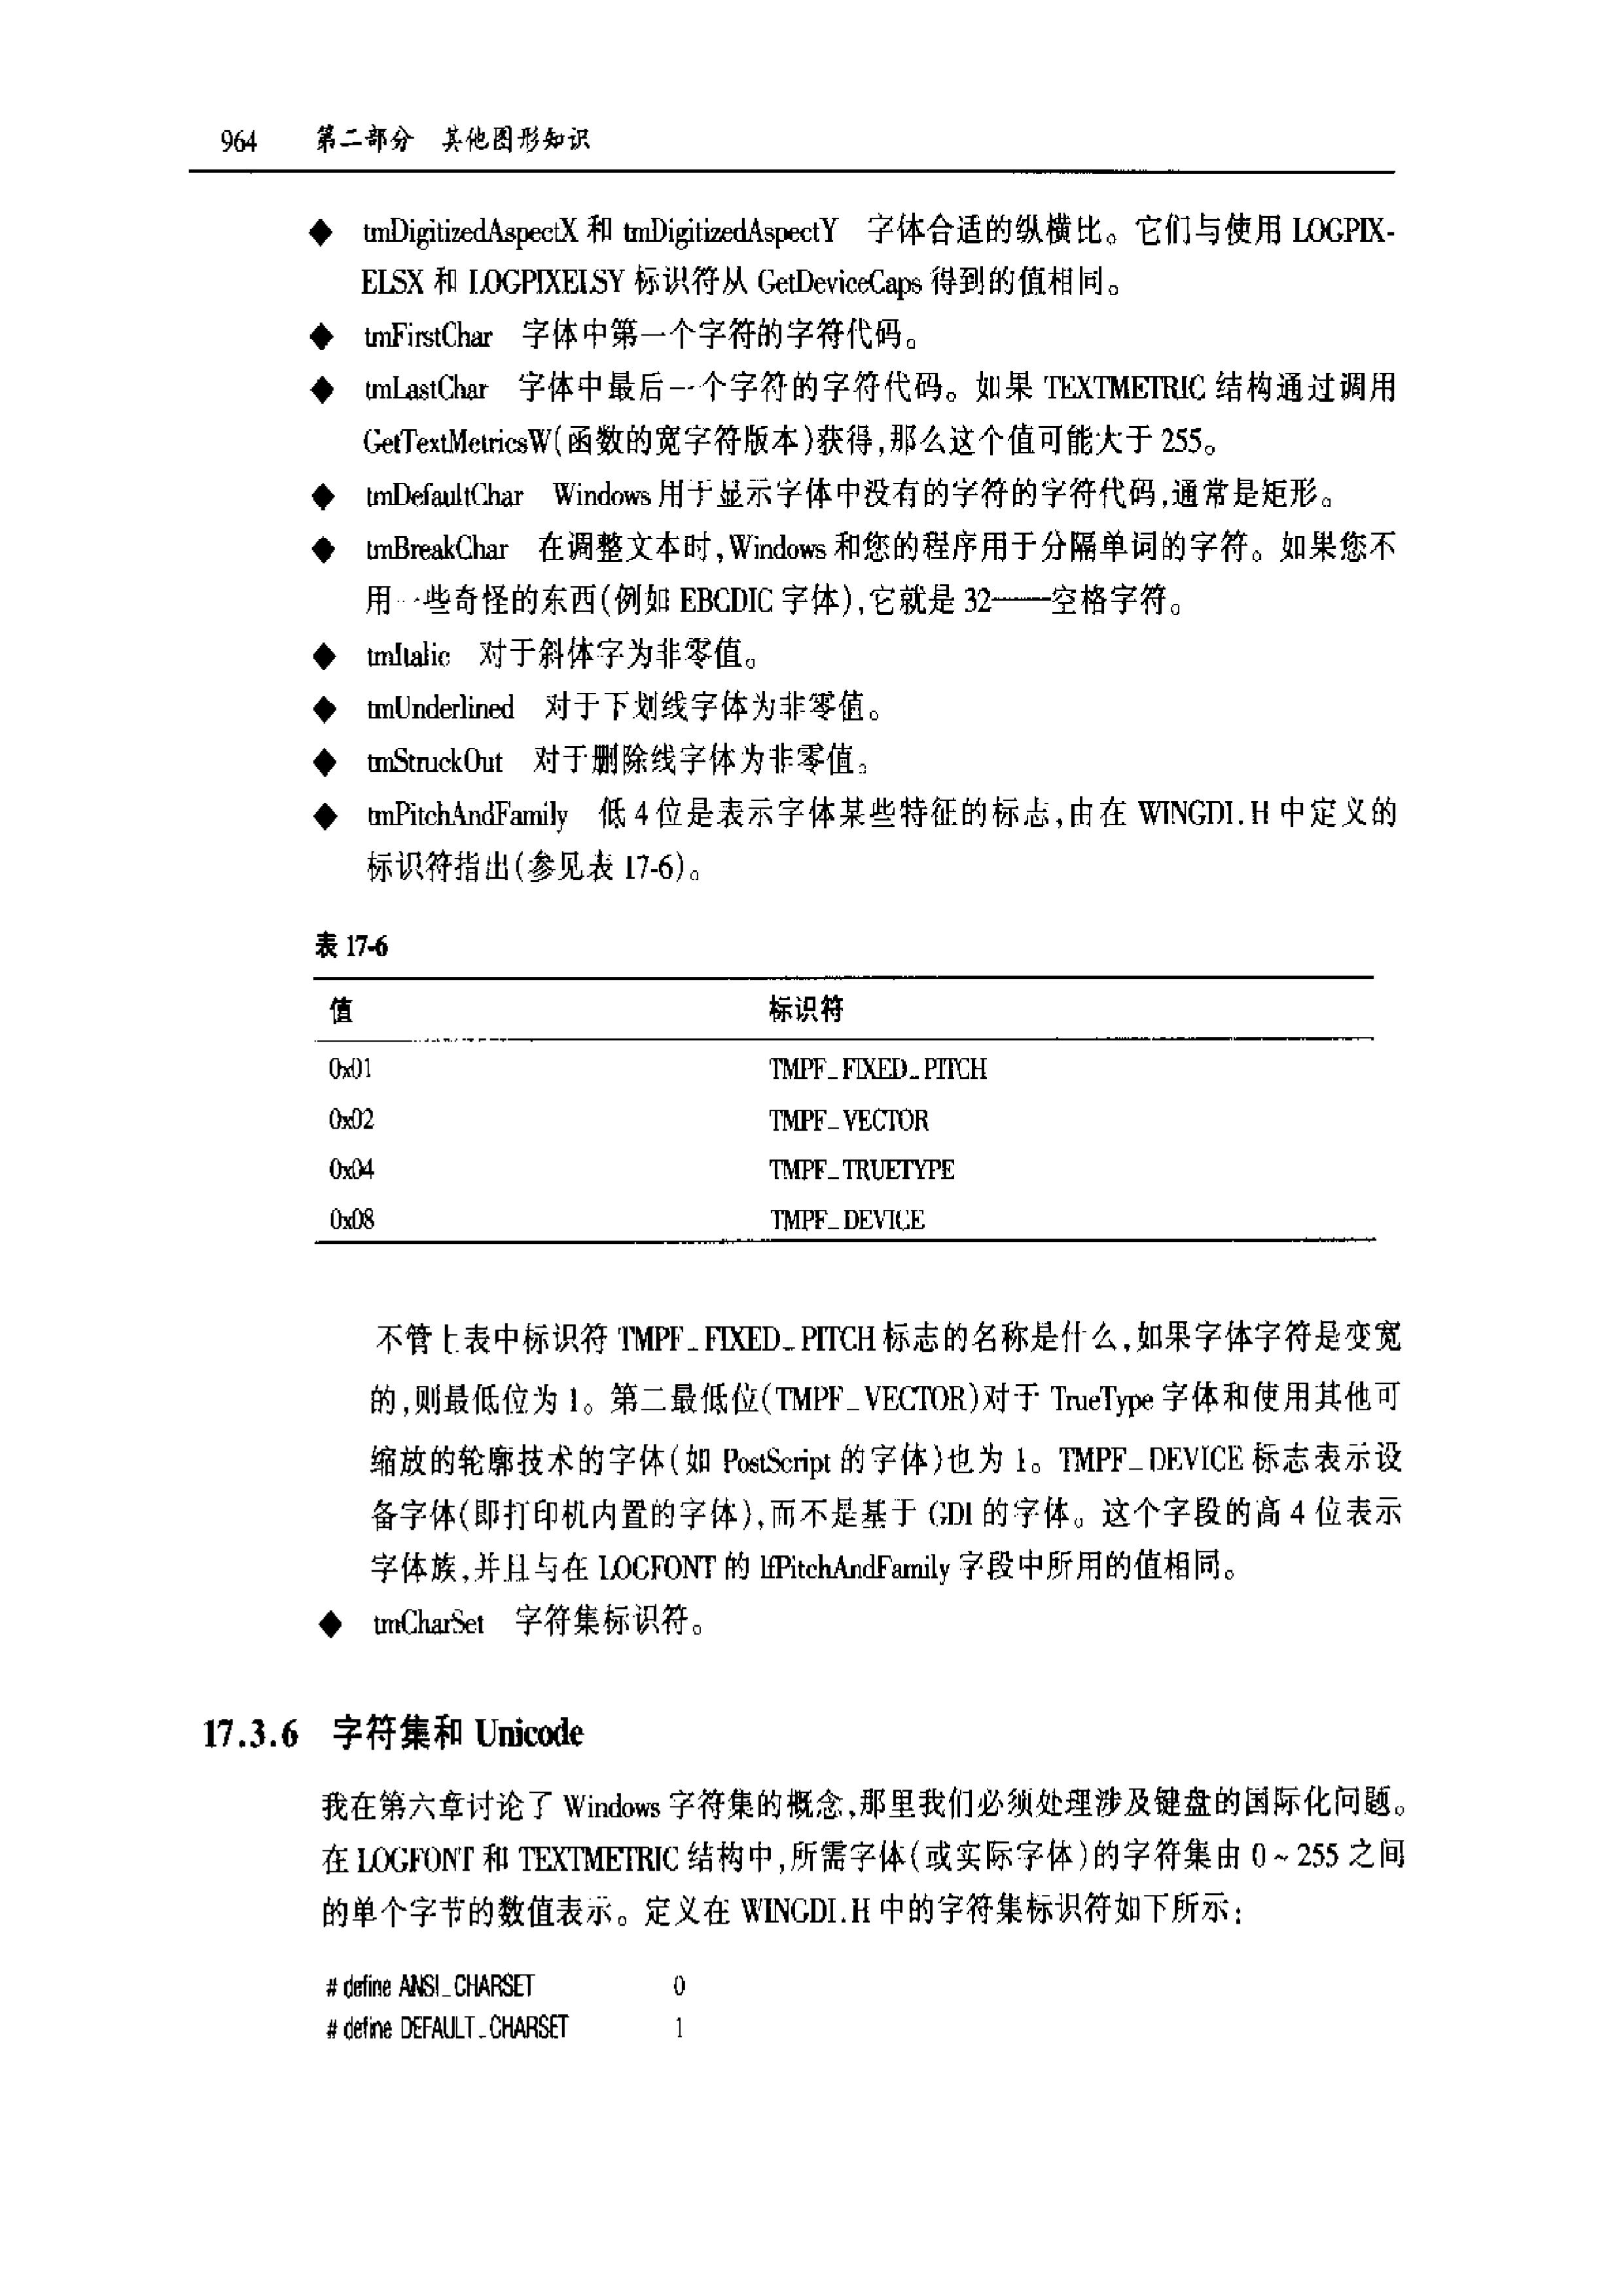 964 第二部分 其他图形知识
◆ tmDigitizedAspectX 和 tmDigitizedAspectY 字体合适的纵横比。它们与使用 LOGPIX-
ELSX 和 LOGPIXELSY 标识符从 GetDeviceCaps 得到的值相同。
◆ tmFirstChar 字体中第一个字符的字符代码。
◆ tmLastChar 字体中最后一个字符的字符代码。如果 TEXTMETRIC 结构通过调用
GetTextMetricsW(函数的宽字符版本)获得,那么这个值可能大于 255。
◆ tmDefaultChar Windows 用于显示字体中没有的字符的字符代码,通常是矩形。
◆ tmBreakChar 在调整文本时,Windows 和您的程序用于分隔单词的字符。如果您不
用一些奇怪的东西(例如 EBCDIC 字体),它就是 32——空格字符。
◆ tmItalic 对于斜体字为非零值。
◆ tmUnderlined 对于下划线字体为非零值。
◆ tmStruckOut 对于删除线字体为非零值。
◆ tmPitchAndFamily 低 4 位是表示字体某些特征的标志,由在 WINGDI.H 中定义的
标识符指出(参见表 17-6)。
表 17-6
值 标识符
0x01 TMPF_FIXED_PITCH
0x02 TMPF_VECTOR
0x04 TMPF_TRUETYPE
0x08 TMPF_DEVICE
不管上表中标识符 TMPF_FIXED_PITCH 标志的名称是什么,如果字体字符是变宽
的,则最低位为 1。第二最低位(TMPF_VECTOR)对于 TrueType 字体和使用其他可
缩放的轮廓技术的字体(如 PostScript 的字体)也为 1。TMPF_DEVICE 标志表示设
备字体(即打印机内置的字体),而不是基于 GDI 的字体。这个字段的高 4 位表示
字体族,并且与在 LOGFONT 的 lfPitchAndFamily 字段中所用的值相同。
◆ tmCharSet 字符集标识符。
17.3.6 字符集和 Unicode
我在第六章讨论了 Windows 字符集的概念,那里我们必须处理涉及键盘的国际化问题。
在 LOGFONT 和 TEXTMETRIC 结构中,所需字体(或实际字体)的字符集由 0~255 之间
的单个字节的数值表示。定义在 WINGDI.H 中的字符集标识符如下所示:
# define ANSI_CHARSET 0
# define DEFAULT_CHARSET 1